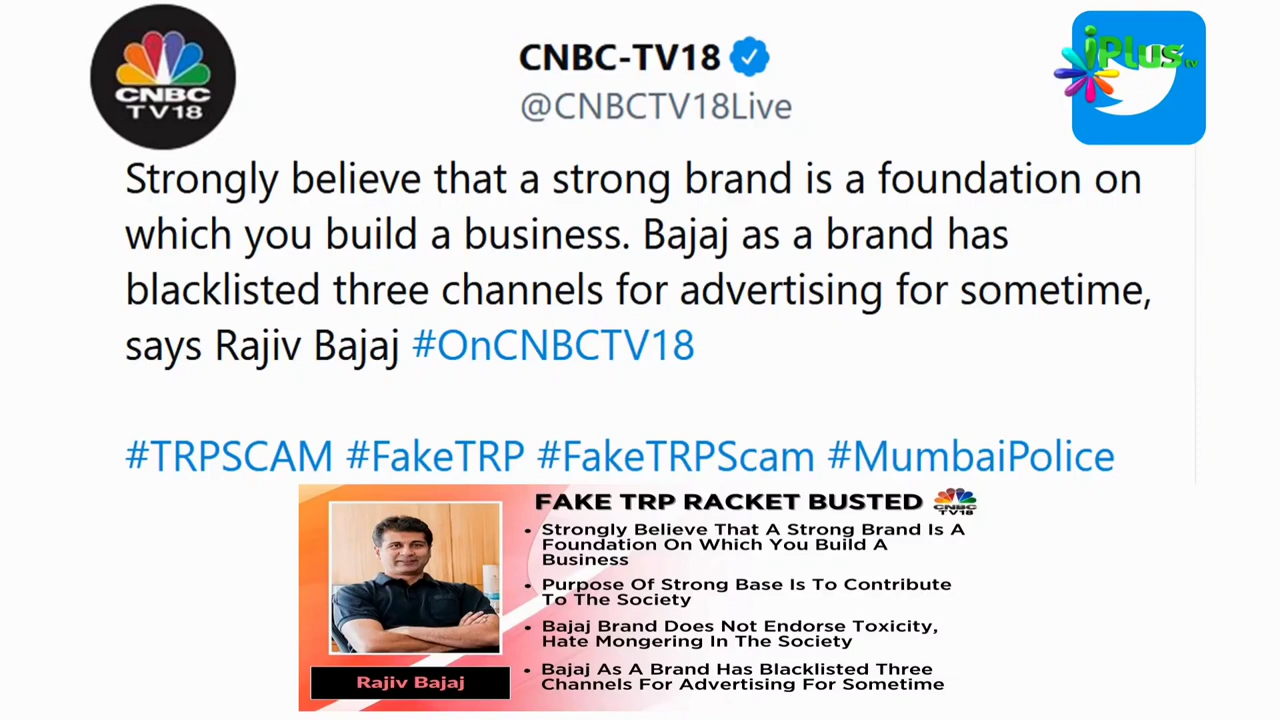 CNBC
TV18
CNBC-TV18
@CNBCTV18Live
iPlus
tv
Strongly believe that a strong brand is a foundation on
which you build a business. Bajaj as a brand has
blacklisted three channels for advertising for sometime,
says Rajiv Bajaj #OnCNBCTV18
#TRPSCAM #FakeTRP #FakeTRPScam #MumbaiPolice
FAKE TRP RACKET BUSTED
CNBC
TV18
• Strongly Believe That A Strong Brand Is A
Foundation On Which You Build A
Business
• Purpose Of Strong Base Is To Contribute
To The Society
• Bajaj Brand Does Not Endorse Toxicity,
Hate Mongering In The Society
• Bajaj As A Brand Has Blacklisted Three
Channels For Advertising For Sometime
Rajiv Bajaj